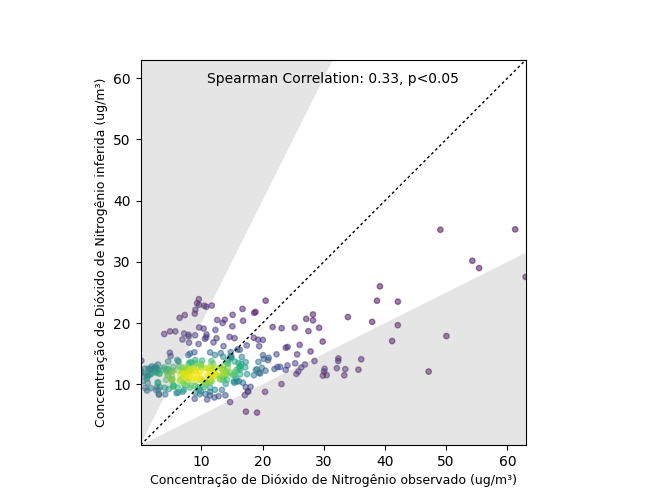 Spearman Correlation: 0.33, p<0.05
Concentração de Dióxido de Nitrogênio inferida (ug/m³)
60
50
40
30
20
10
10 20 30 40 50 60
Concentração de Dióxido de Nitrogênio observado (ug/m³)